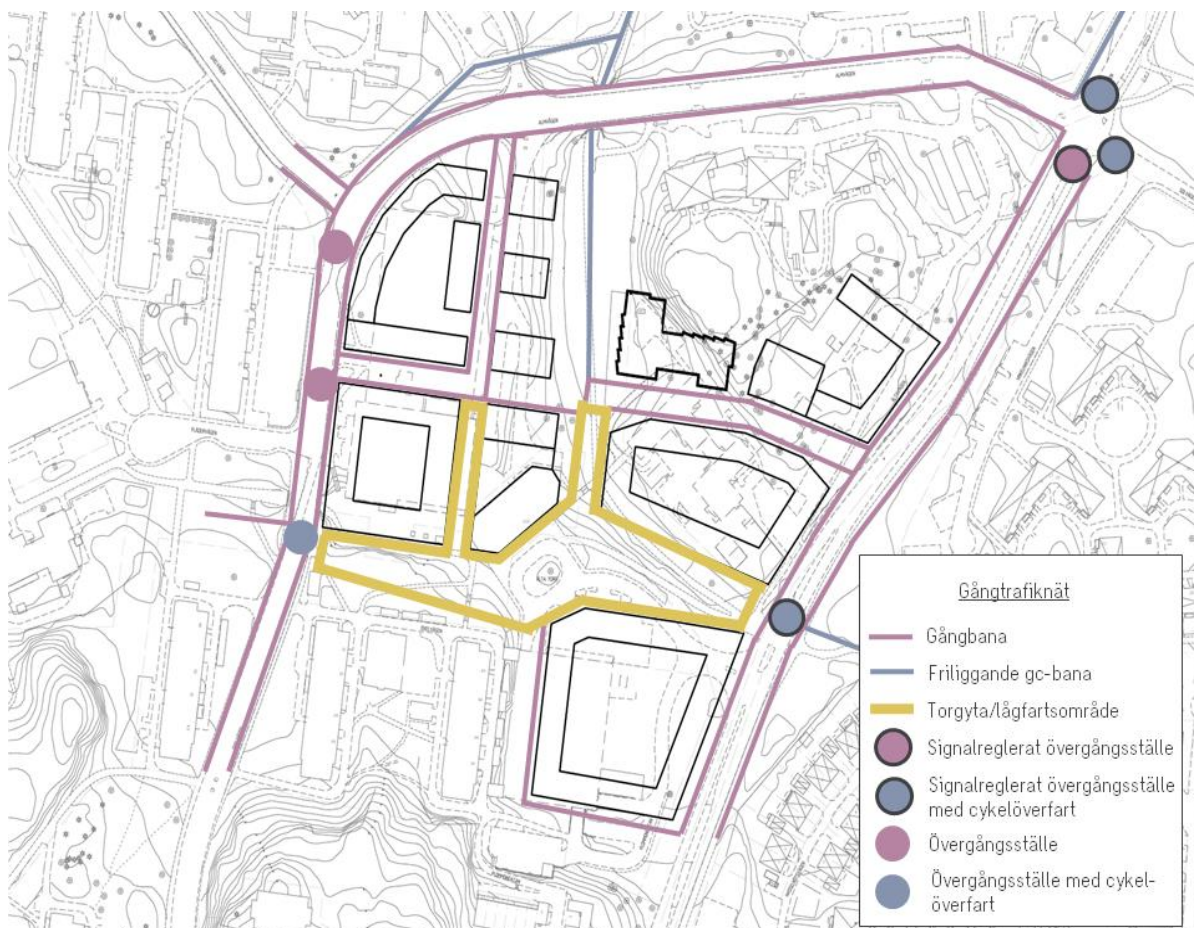 Gångtrafiknät
Gångbana
Friliggande gc-bana
Torgyta/lågfartsområde
Signalreglerat övergångsställe
Signalreglerat övergångsställe
med cykelöverfart
Övergångsställe
Övergångsställe med cykel-
överfart